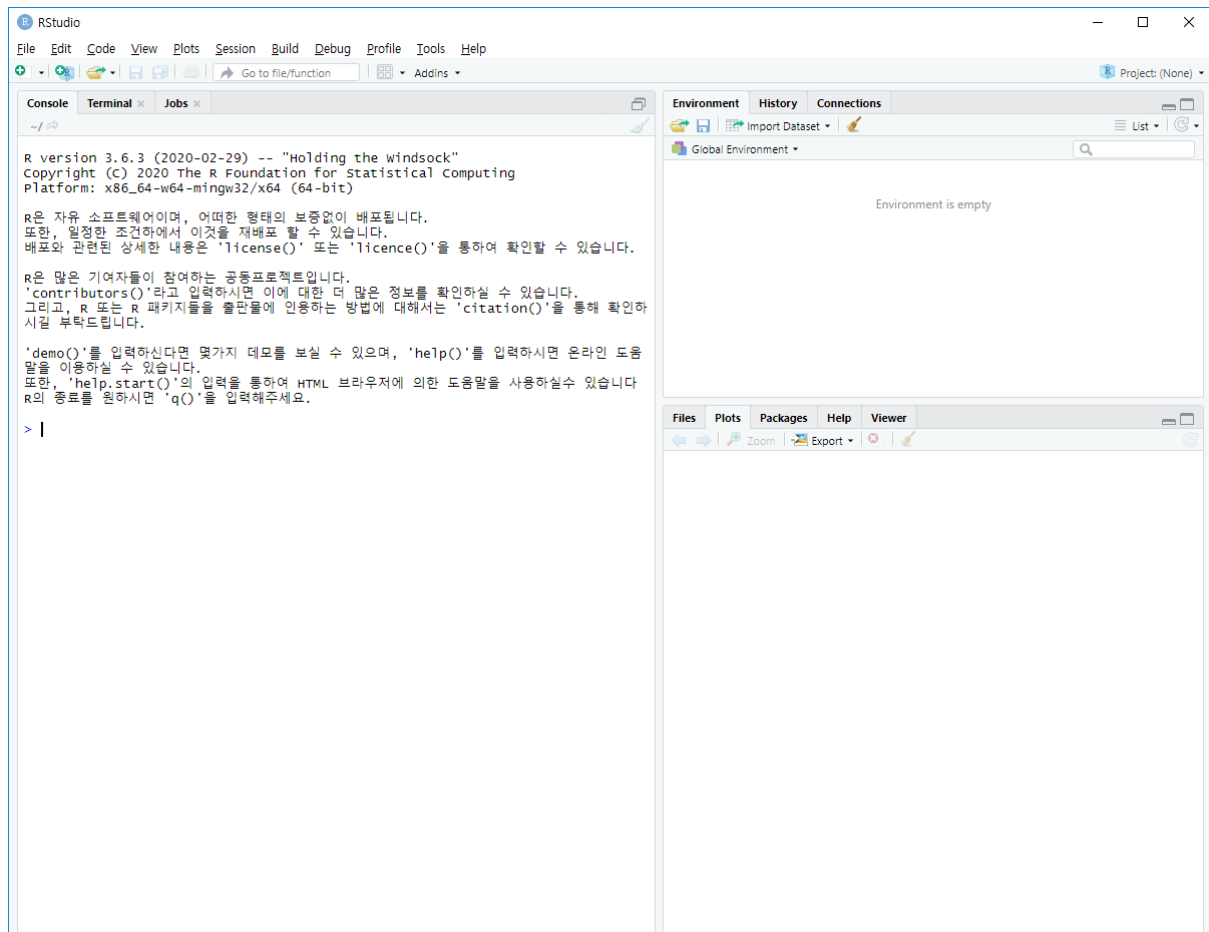 RStudio
File Edit Code View Plots Session Build Debug Profile Tools Help
Go to file/function Addins Project: (None)
Console Terminal Jobs
~/
R version 3.6.3 (2020-02-29) -- "Holding the Windsock"
Copyright (C) 2020 The R Foundation for Statistical Computing
Platform: x86_64-w64-mingw32/x64 (64-bit)
R은 자유 소프트웨어이며, 어떠한 형태의 보증없이 배포됩니다.
또한, 일정한 조건하에서 이것을 재배포 할 수 있습니다.
배포와 관련된 상세한 내용은 'license()' 또는 'licence()'을 통하여 확인할 수 있습니다.
R은 많은 기여자들이 참여하는 공동프로젝트입니다.
'contributors()'라고 입력하시면 이에 대한 더 많은 정보를 확인하실 수 있습니다.
그리고, R 또는 R 패키지들을 출판물에 인용하는 방법에 대해서는 'citation()'을 통해 확인하
시길 부탁드립니다.
'demo()'를 입력하신다면 몇가지 데모를 보실 수 있으며, 'help()'를 입력하시면 온라인 도움
말을 이용하실 수 있습니다.
또한, 'help.start()'의 입력을 통하여 HTML 브라우저에 의한 도움말을 사용하실수 있습니다
R의 종료를 원하시면 'q()'을 입력해주세요.
>
Environment History Connections
Import Dataset List
Global Environment
Environment is empty
Files Plots Packages Help Viewer
Zoom Export